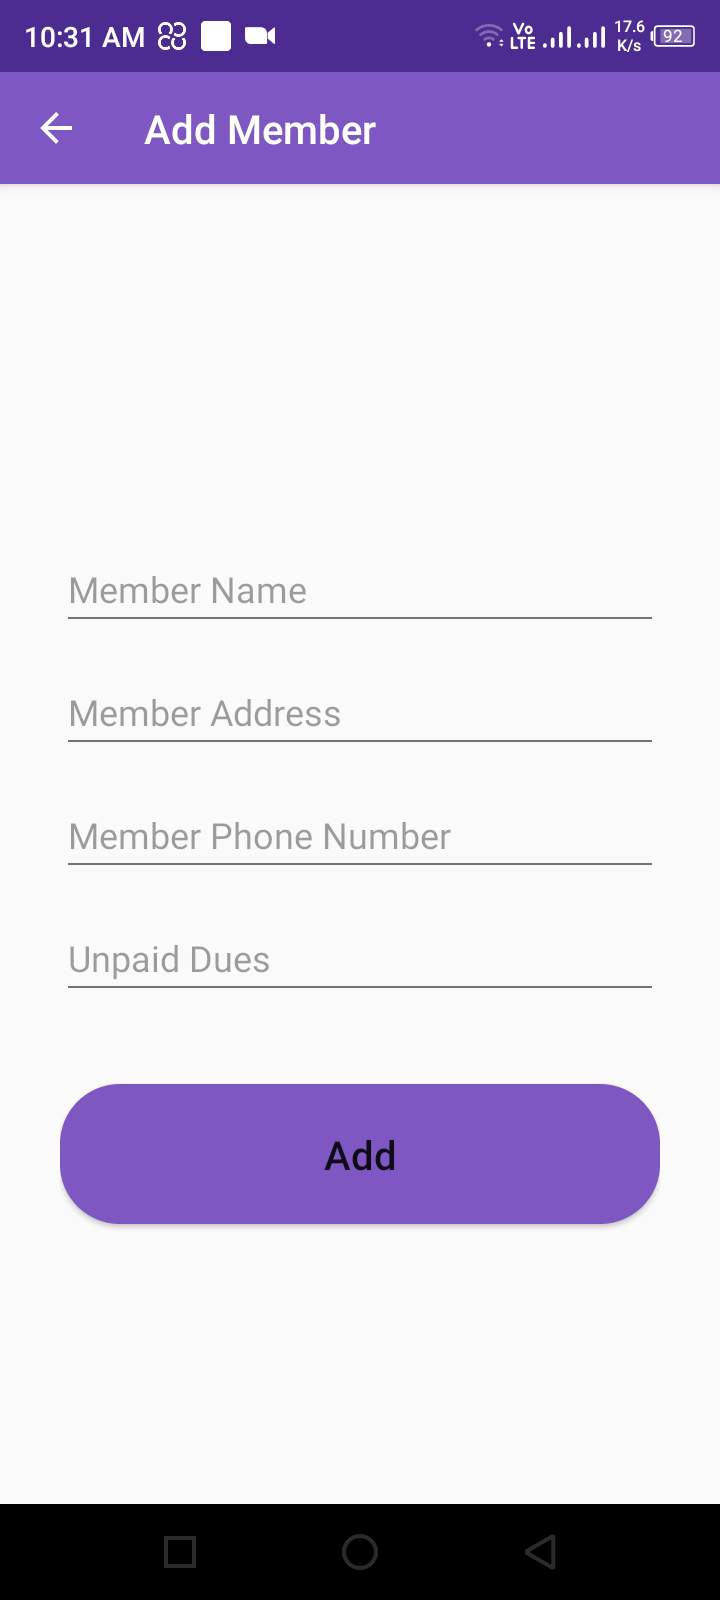 10:31 AM Vo LTE 17.6 K/s 92
Add Member
Member Name
Member Address
Member Phone Number
Unpaid Dues
Add